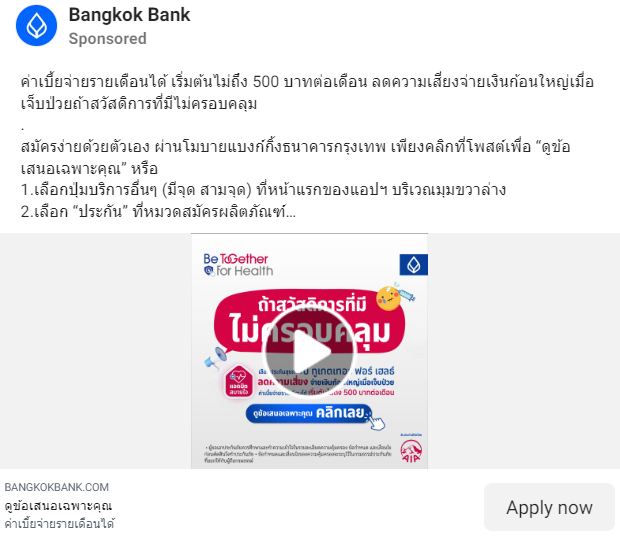 Bangkok Bank
Sponsored
ค่าเบี้ยจ่ายรายเดือนได้ เริ่มต้นไม่ถึง 500 บาทต่อเดือน ลดความเสี่ยงจ่ายเงินก้อนใหญ่เมื่อ
เจ็บป่วยถ้าสวัสดิการที่มีไม่ครอบคลุม
.
สมัครง่ายด้วยตัวเอง ผ่านโมบายแบงก์กิ้งธนาคารกรุงเทพ เพียงคลิกที่โพสต์เพื่อ “ดูข้อ
เสนอเฉพาะคุณ” หรือ
1.เลือกปุ่มบริการอื่นๆ (มีจุด สามจุด) ที่หน้าแรกของแอปฯ บริเวณมุมขวาล่าง
2.เลือก “ประกัน” ที่หมวดสมัครผลิตภัณฑ์...
Be ToGether
For Health
ถ้าสวัสดิการที่มี
ไม่ครอบคลุม
ทูเกตเตอร์ ฟอร์ เฮลธ์
ลดความเสี่ยง จ่ายเงินก้อนใหญ่เมื่อเจ็บป่วย
500 บาทต่อเดือน
ดูข้อเสนอเฉพาะคุณ คลิกเลย
AIA
BANGKOKBANK.COM
ดูข้อเสนอเฉพาะคุณ
ค่าเบี้ยจ่ายรายเดือนได้
Apply now